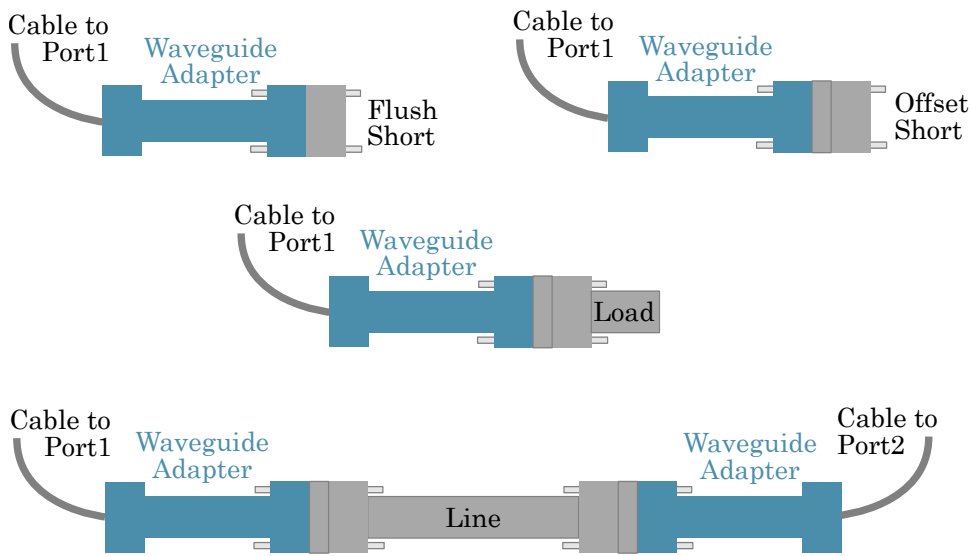 Cable to
Port1
Waveguide
Adapter
Flush
Short
Cable to
Port1
Waveguide
Adapter
Offset
Short
Cable to
Port1
Waveguide
Adapter
Load
Cable to
Port1
Waveguide
Adapter
Line
Waveguide
Adapter
Cable to
Port2